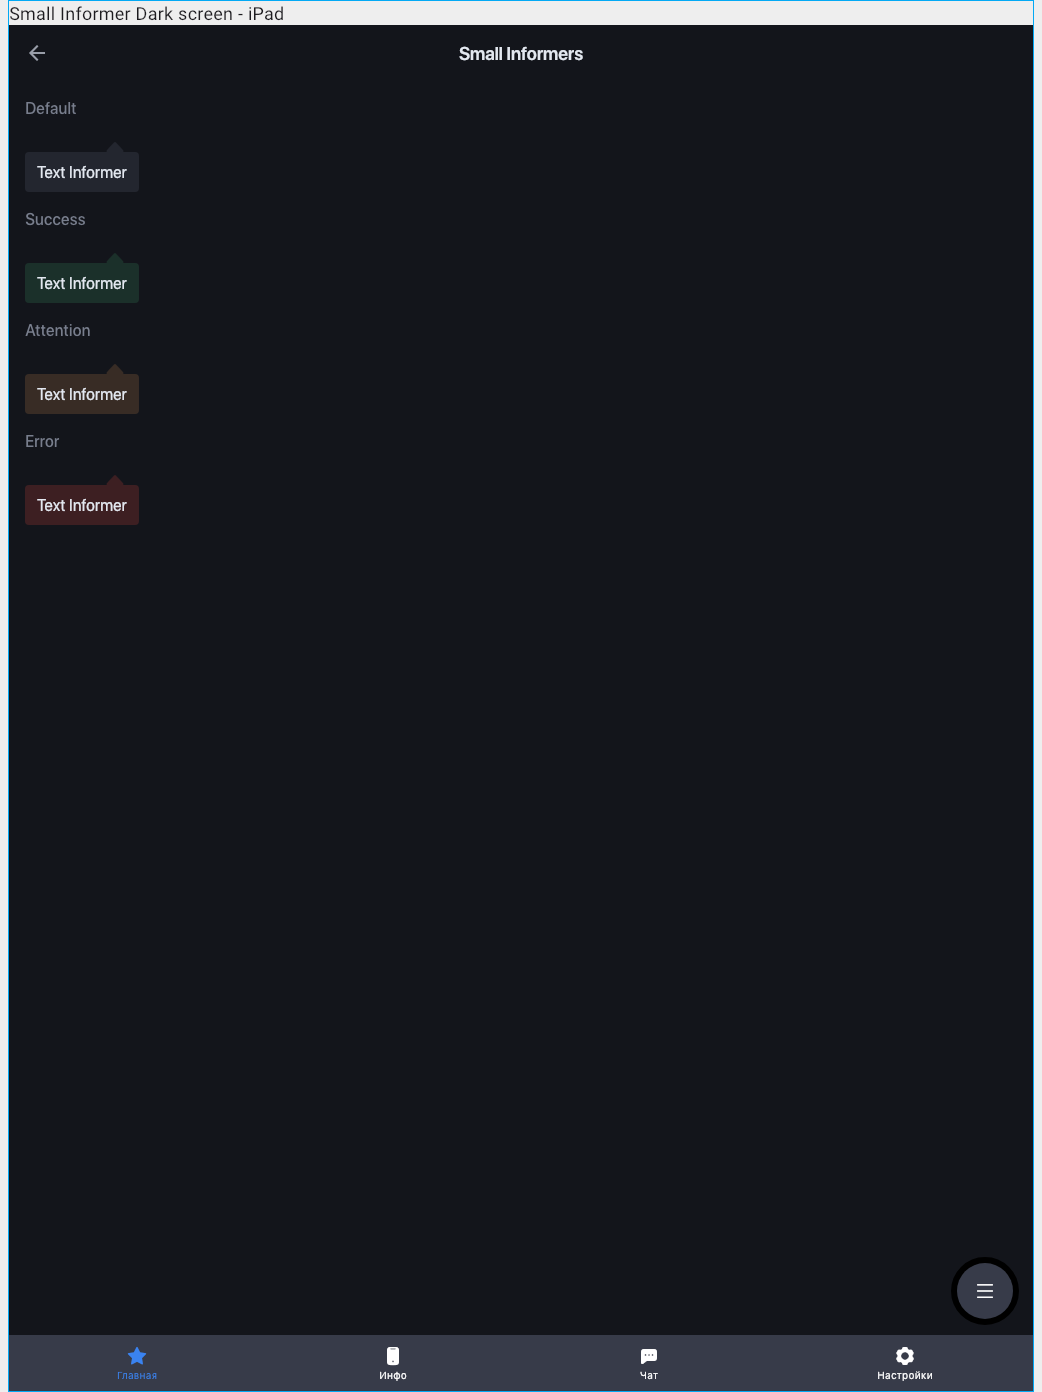 Small Informer Dark screen - iPad
Small Informers
Default
Text Informer
Success
Text Informer
Attention
Text Informer
Error
Text Informer
Главная
Инфо
Чат
Настройки